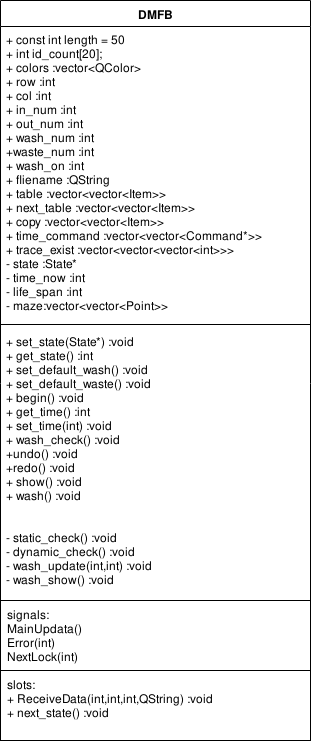 DMFB
+ const int length = 50
+ int id_count[20];
+ colors :vector<QColor>
+ row :int
+ col :int
+ in_num :int
+ out_num :int
+ wash_num :int
+waste_num :int
+ wash_on :int
+ fliename :QString
+ table :vector<vector<Item>>
+ next_table :vector<vector<Item>>
+ copy :vector<vector<Item>>
+ time_command :vector<vector<Command*>>
+ trace_exist :vector<vector<vector<int>>>
- state :State*
- time_now :int
- life_span :int
- maze:vector<vector<Point>>
+ set_state(State*) :void
+ get_state() :int
+ set_default_wash() :void
+ set_default_waste() :void
+ begin() :void
+ get_time() :int
+ set_time(int) :void
+ wash_check() :void
+undo() :void
+redo() :void
+ show() :void
+ wash() :void
- static_check() :void
- dynamic_check() :void
- wash_update(int,int) :void
- wash_show() :void
signals:
MainUpdata()
Error(int)
NextLock(int)
slots:
+ ReceiveData(int,int,int,QString) :void
+ next_state() :void